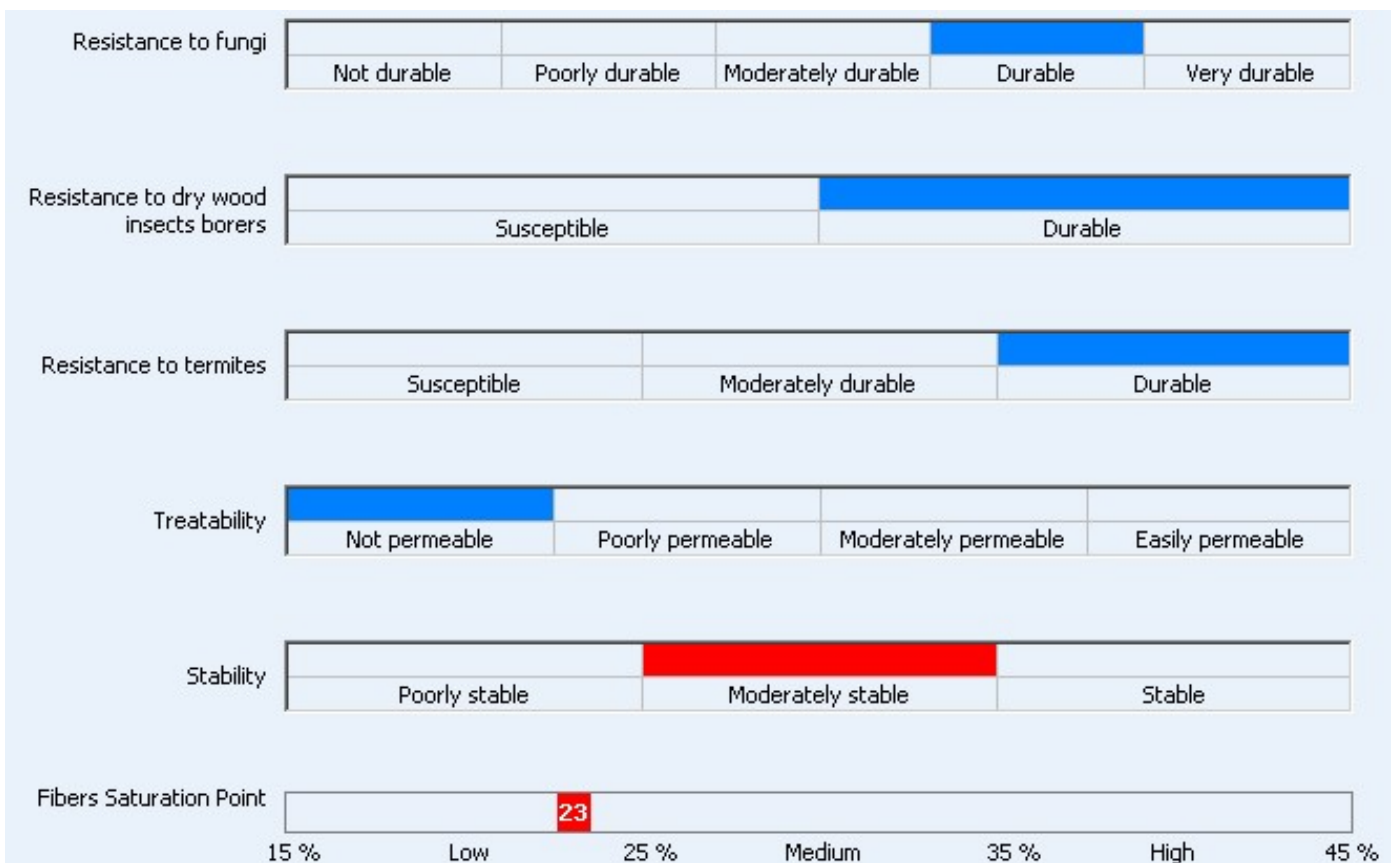 Resistance to fungi
Not durable Poorly durable Moderately durable Durable Very durable
Resistance to dry wood
insects borers
Susceptible Durable
Resistance to termites
Susceptible Moderately durable Durable
Treatability
Not permeable Poorly permeable Moderately permeable Easily permeable
Stability
Poorly stable Moderately stable Stable
Fibers Saturation Point
23
15 % Low 25 % Medium 35 % High 45 %